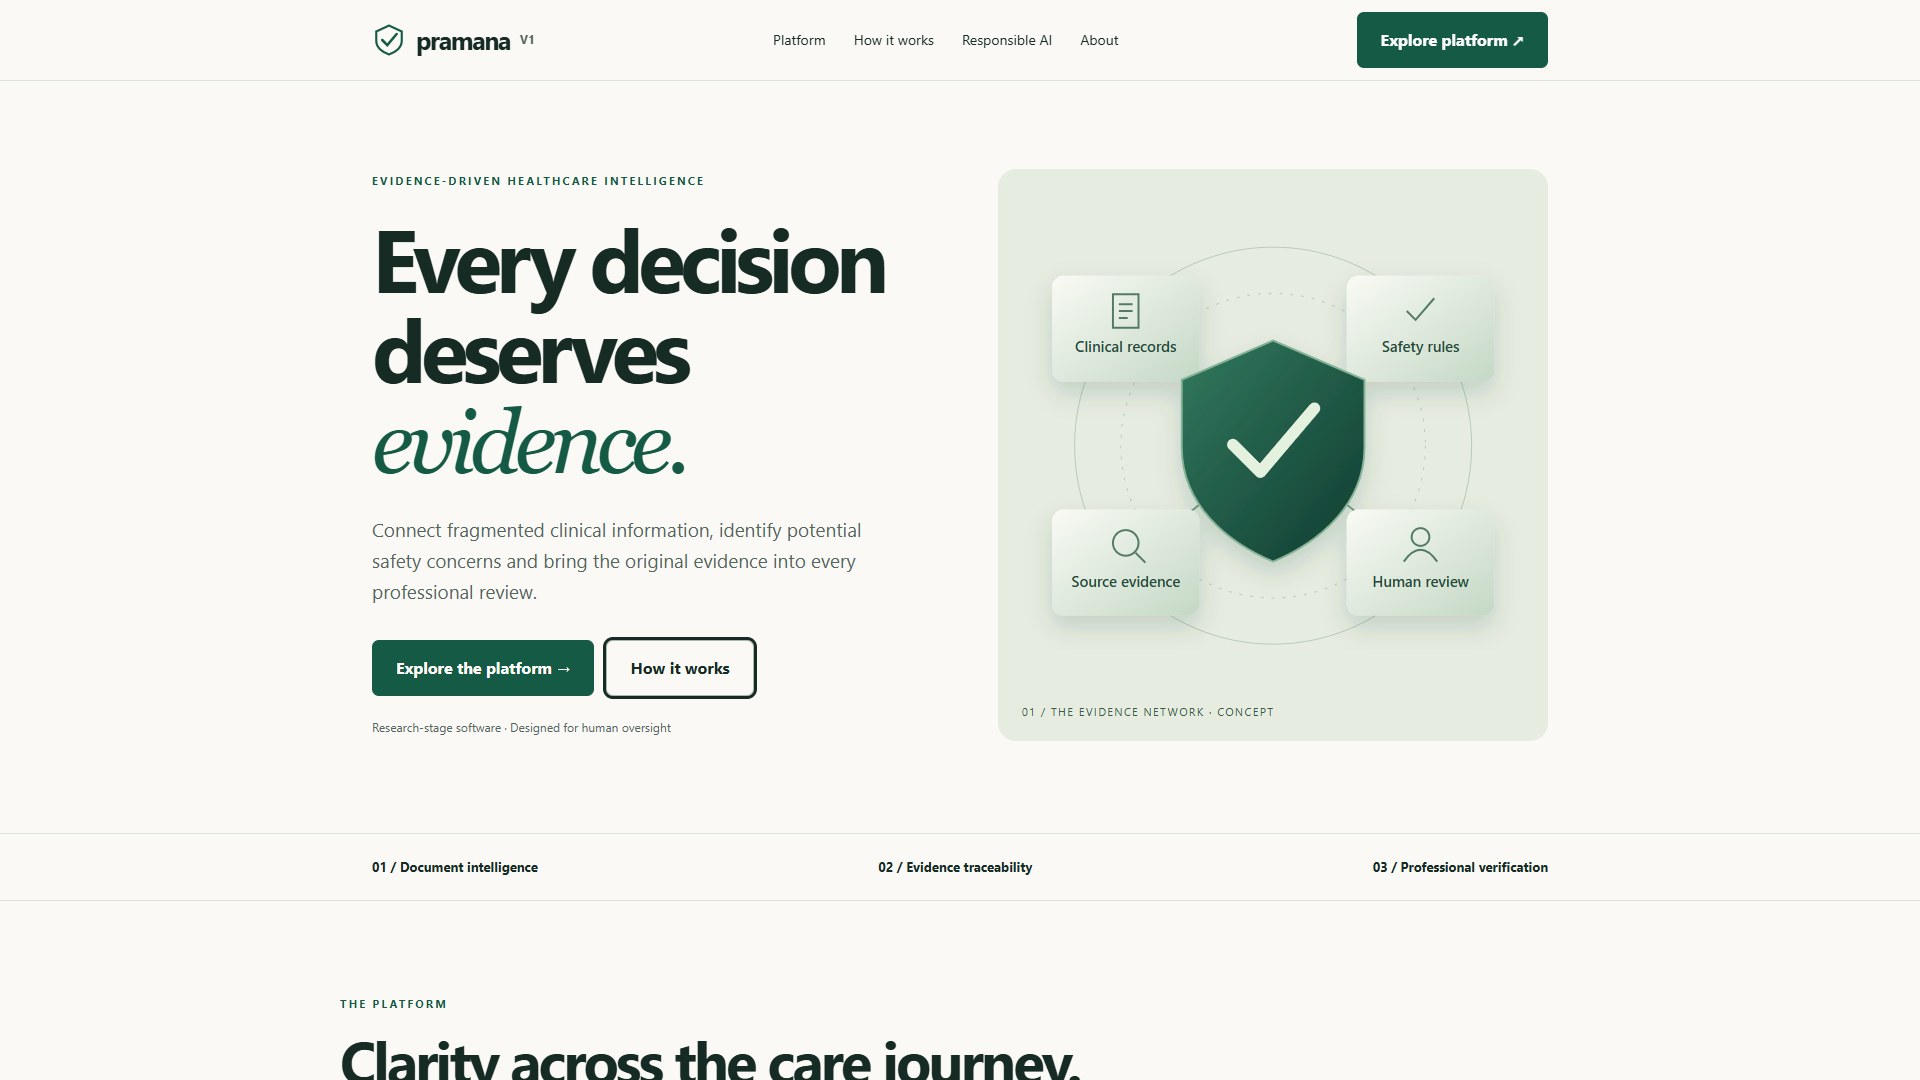 pramana V1
Platform
How it works
Responsible AI
About
Explore platform ↗
EVIDENCE-DRIVEN HEALTHCARE INTELLIGENCE
Every decision
deserves
evidence.
Connect fragmented clinical information, identify potential
safety concerns and bring the original evidence into every
professional review.
Explore the platform →
How it works
Research-stage software · Designed for human oversight
Clinical records
Safety rules
Source evidence
Human review
01 / THE EVIDENCE NETWORK · CONCEPT
01 / Document intelligence
02 / Evidence traceability
03 / Professional verification
THE PLATFORM
Clarity across the care journey.